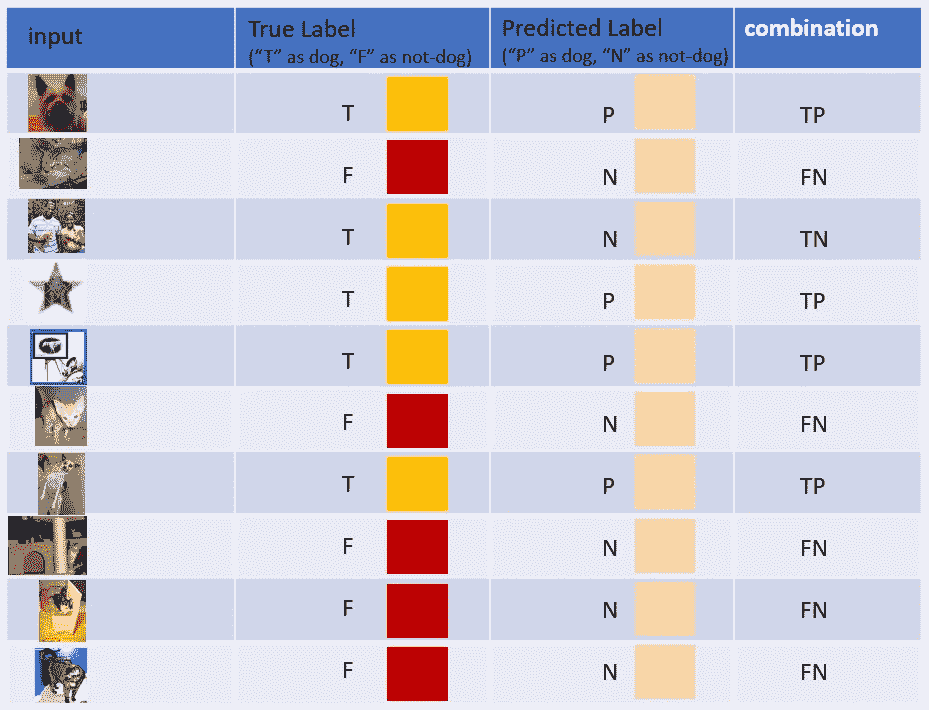 input
True Label
(“T” as dog, “F” as not-dog)
Predicted Label
(“P” as dog, “N” as not-dog)
combination
T P TP
F N FN
T N TN
T P TP
T P TP
F N FN
T P TP
F N FN
F N FN
F N FN